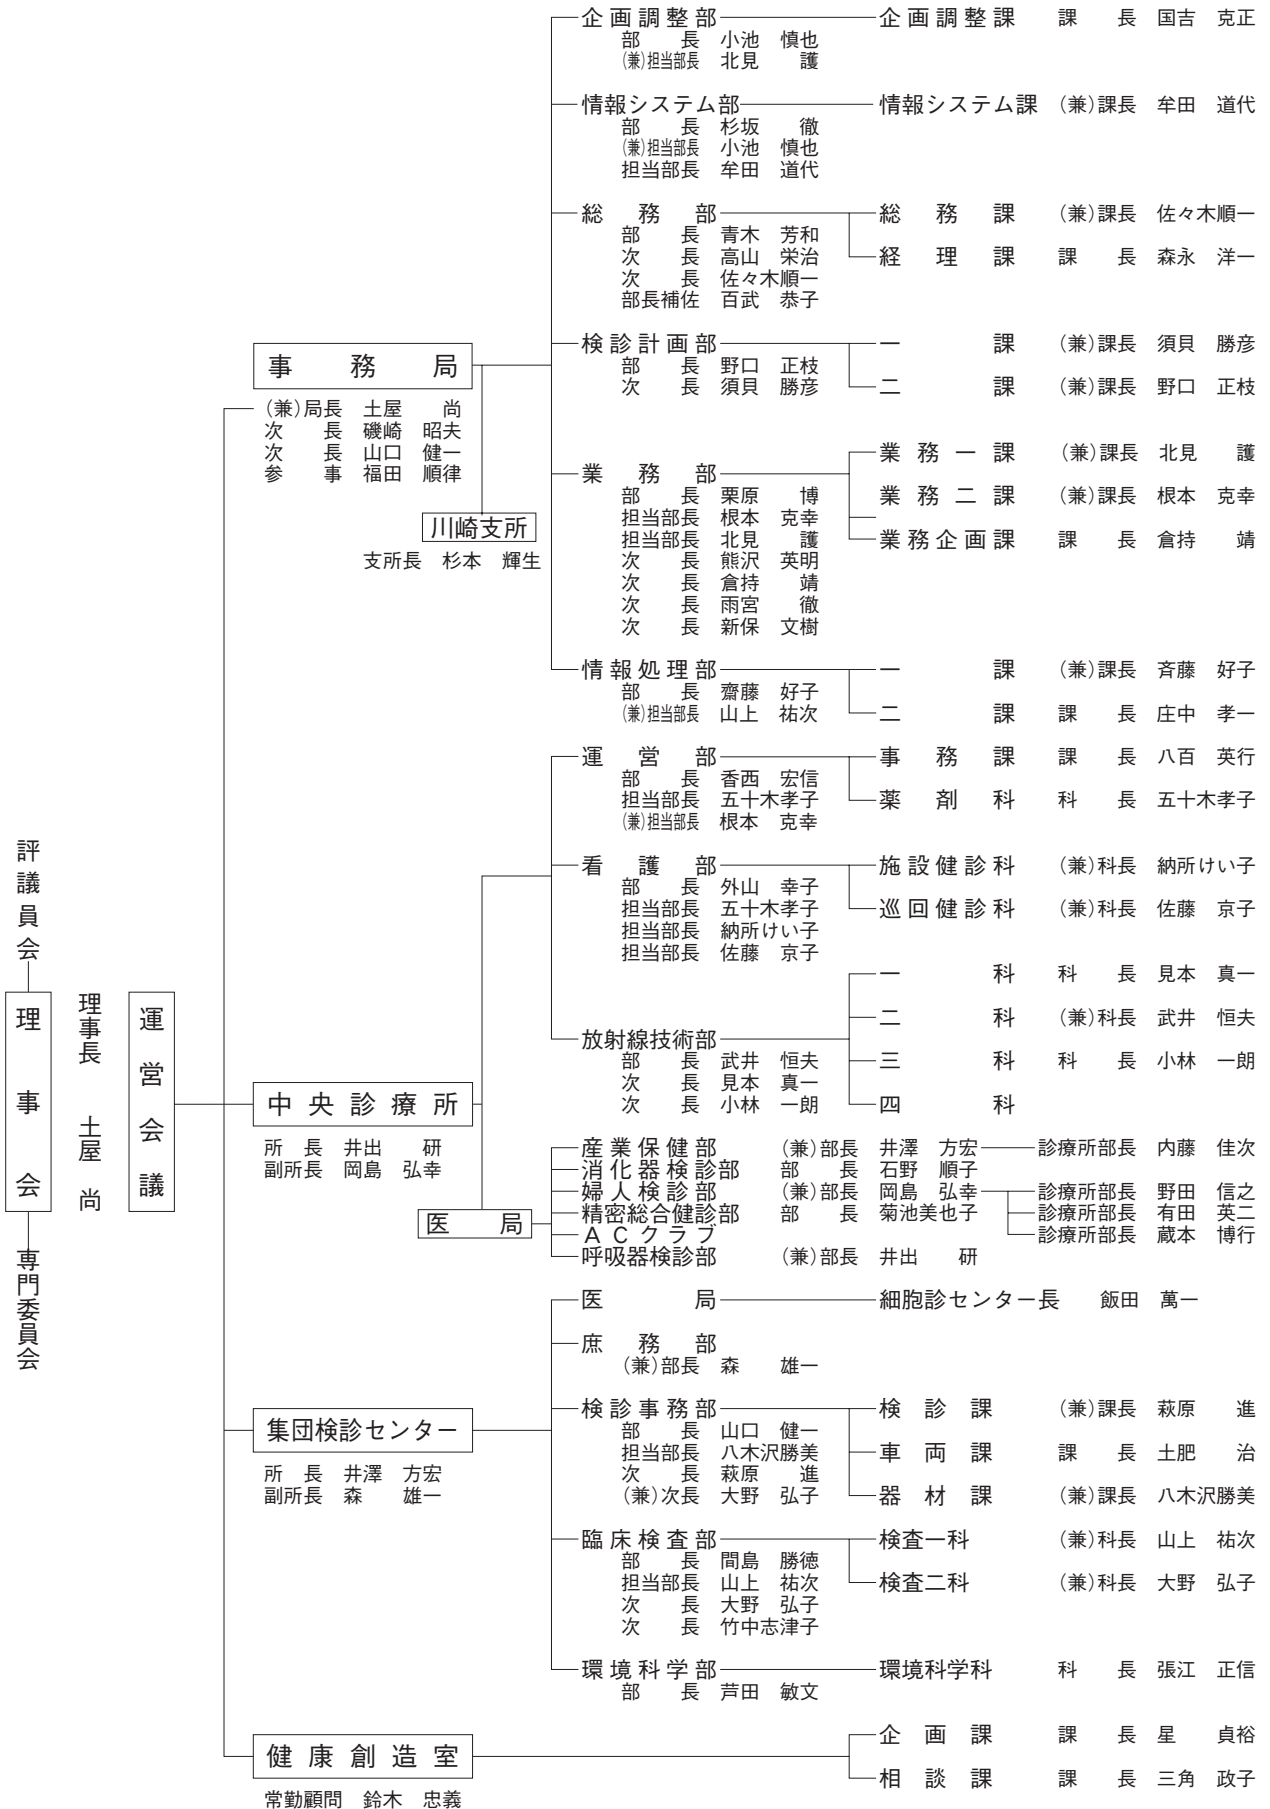 評議員会
理事会
専門委員会
理事長 土屋 尚
運営会議
事務局
(兼)局長 土屋 尚
次長 磯崎 昭夫
次長 山口 健一
参事 福田 順律
川崎支所
支所長 杉本 輝生
企画調整部 企画調整課 課長 国吉 克正
部長 小池 慎也
(兼)担当部長 北見 護
情報システム部 情報システム課 (兼)課長 牟田 道代
部長 杉坂 徹
(兼)担当部長 小池 慎也
担当部長 牟田 道代
総務部 総務課 (兼)課長 佐々木順一
部長 青木 芳和
次長 高山 栄治 経理課 課長 森永 洋一
次長 佐々木順一
部長補佐 百武 恭子
検診計画部 一課 (兼)課長 須貝 勝彦
部長 野口 正枝
次長 須貝 勝彦 二課 (兼)課長 野口 正枝
業務一課 (兼)課長 北見 護
業務部
部長 栗原 博 業務二課 (兼)課長 根本 克幸
担当部長 根本 克幸
担当部長 北見 護 業務企画課 課長 倉持 靖
次長 熊沢 英明
次長 倉持 靖
次長 雨宮 徹
次長 新保 文樹
情報処理部 一課 (兼)課長 斉藤 好子
部長 齋藤 好子
(兼)担当部長 山上 祐次 二課 課長 庄中 孝一
中央診療所
所長 井出 研
副所長 岡島 弘幸
運営部 事務課 課長 八百 英行
部長 香西 宏信
担当部長 五十木孝子 薬剤科 科長 五十木孝子
(兼)担当部長 根本 克幸
看護部 施設健診科 (兼)科長 納所けい子
部長 外山 幸子
担当部長 五十木孝子 巡回健診科 (兼)科長 佐藤 京子
担当部長 納所けい子
担当部長 佐藤 京子
一科 科長 見本 真一
二科 (兼)科長 武井 恒夫
放射線技術部
部長 武井 恒夫 三科 科長 小林 一朗
次長 見本 真一
次長 小林 一朗 四科
医局
産業保健部 (兼)部長 井澤 方宏 診療所部長 内藤 佳次
消化器検診部 部長 石野 順子
婦人検診部 (兼)部長 岡島 弘幸 診療所部長 野田 信之
精密総合健診部 部長 菊池美也子 診療所部長 有田 英二
ACクラブ 診療所部長 蔵本 博行
呼吸器検診部 (兼)部長 井出 研
集団検診センター
所長 井澤 方宏
副所長 森 雄一
医局 細胞診センター長 飯田 萬一
庶務部
(兼)部長 森 雄一
検診事務部 検診課 (兼)課長 萩原 進
部長 山口 健一
担当部長 八木沢勝美 車両課 課長 土肥 治
次長 萩原 進
(兼)次長 大野 弘子 器材課 (兼)課長 八木沢勝美
臨床検査部 検査一科 (兼)科長 山上 祐次
部長 間島 勝徳
担当部長 山上 祐次 検査二科 (兼)科長 大野 弘子
次長 大野 弘子
次長 竹中志津子
環境科学部 環境科学科 科長 張江 正信
部長 芦田 敏文
健康創造室
常勤顧問 鈴木 忠義
企画課 課長 星 貞裕
相談課 課長 三角 政子